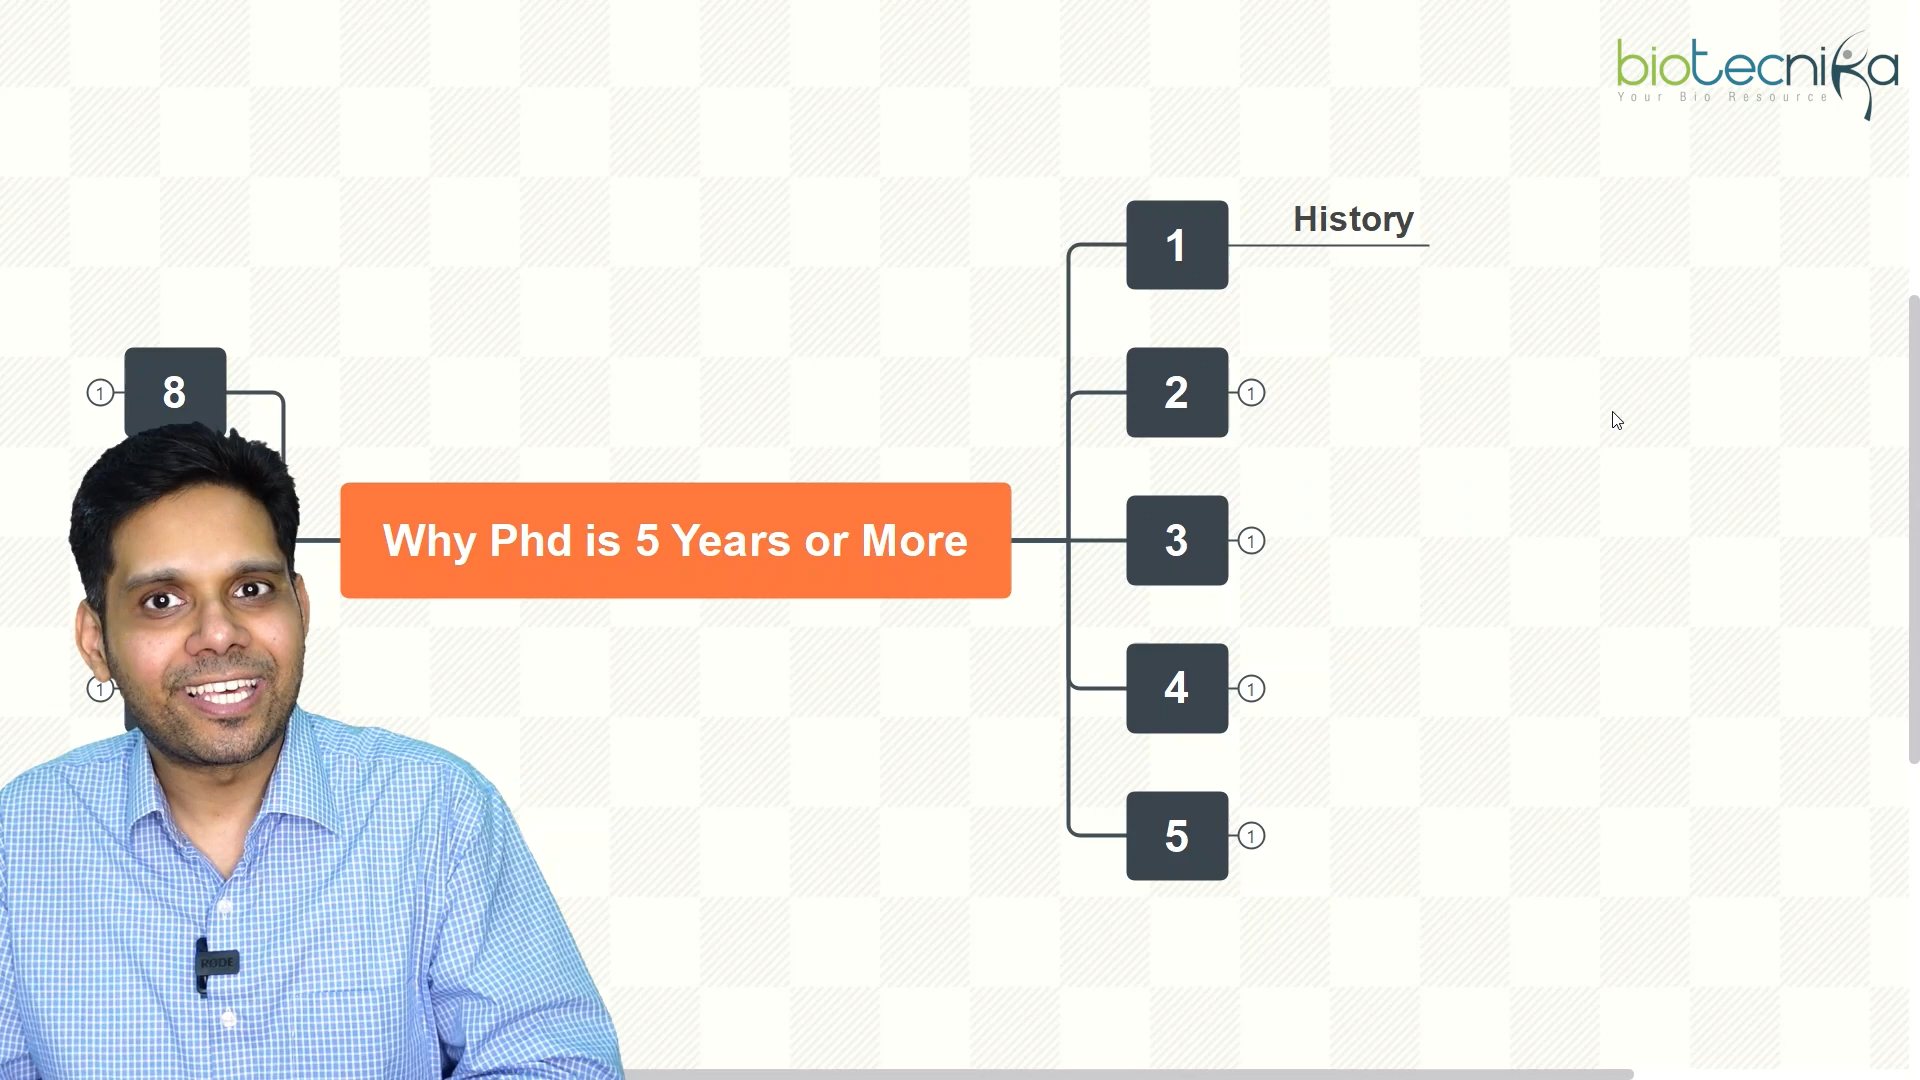 biotecnika
Your Bio Resource
1
History
8
1
2
1
Why Phd is 5 Years or More
3
1
1
4
1
5
1
RODE